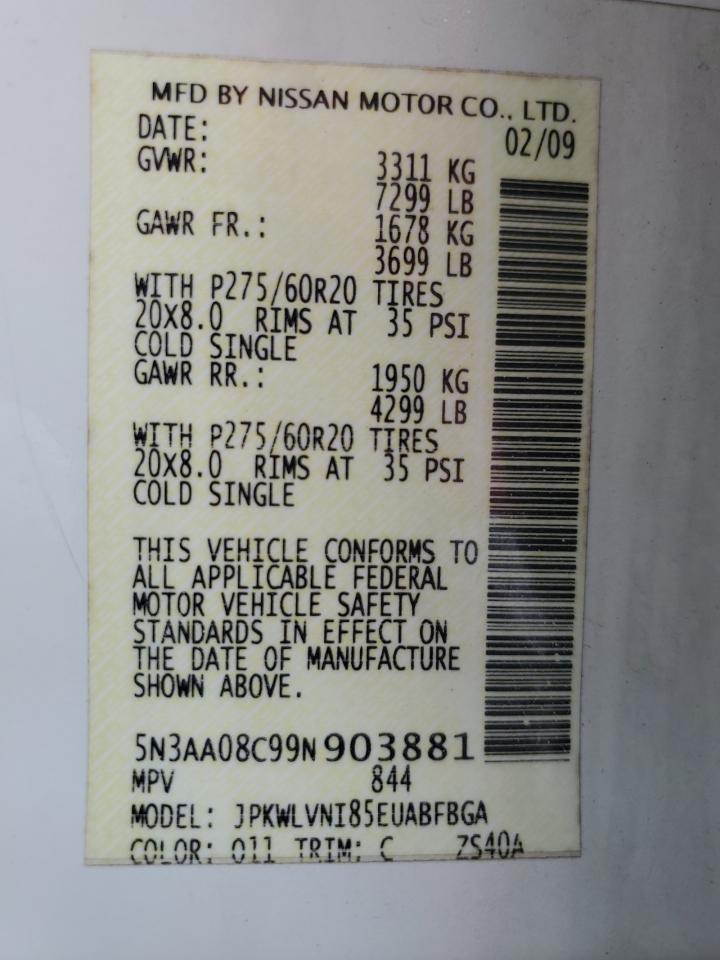 MFD BY NISSAN MOTOR CO., LTD.
DATE: 02/09
GVWR: 3311 KG
7299 LB
GAWR FR.: 1678 KG
3699 LB
WITH P275/60R20 TIRES
20X8.0 RIMS AT 35 PSI
COLD SINGLE
GAWR RR.: 1950 KG
4299 LB
WITH P275/60R20 TIRES
20X8.0 RIMS AT 35 PSI
COLD SINGLE
THIS VEHICLE CONFORMS TO
ALL APPLICABLE FEDERAL
MOTOR VEHICLE SAFETY
STANDARDS IN EFFECT ON
THE DATE OF MANUFACTURE
SHOWN ABOVE.
5N3AA08C99N903881
MPV 844
MODEL: JPKWLVNI85EUABFBGA
COLOR: 011 TRIM: C ZS40A